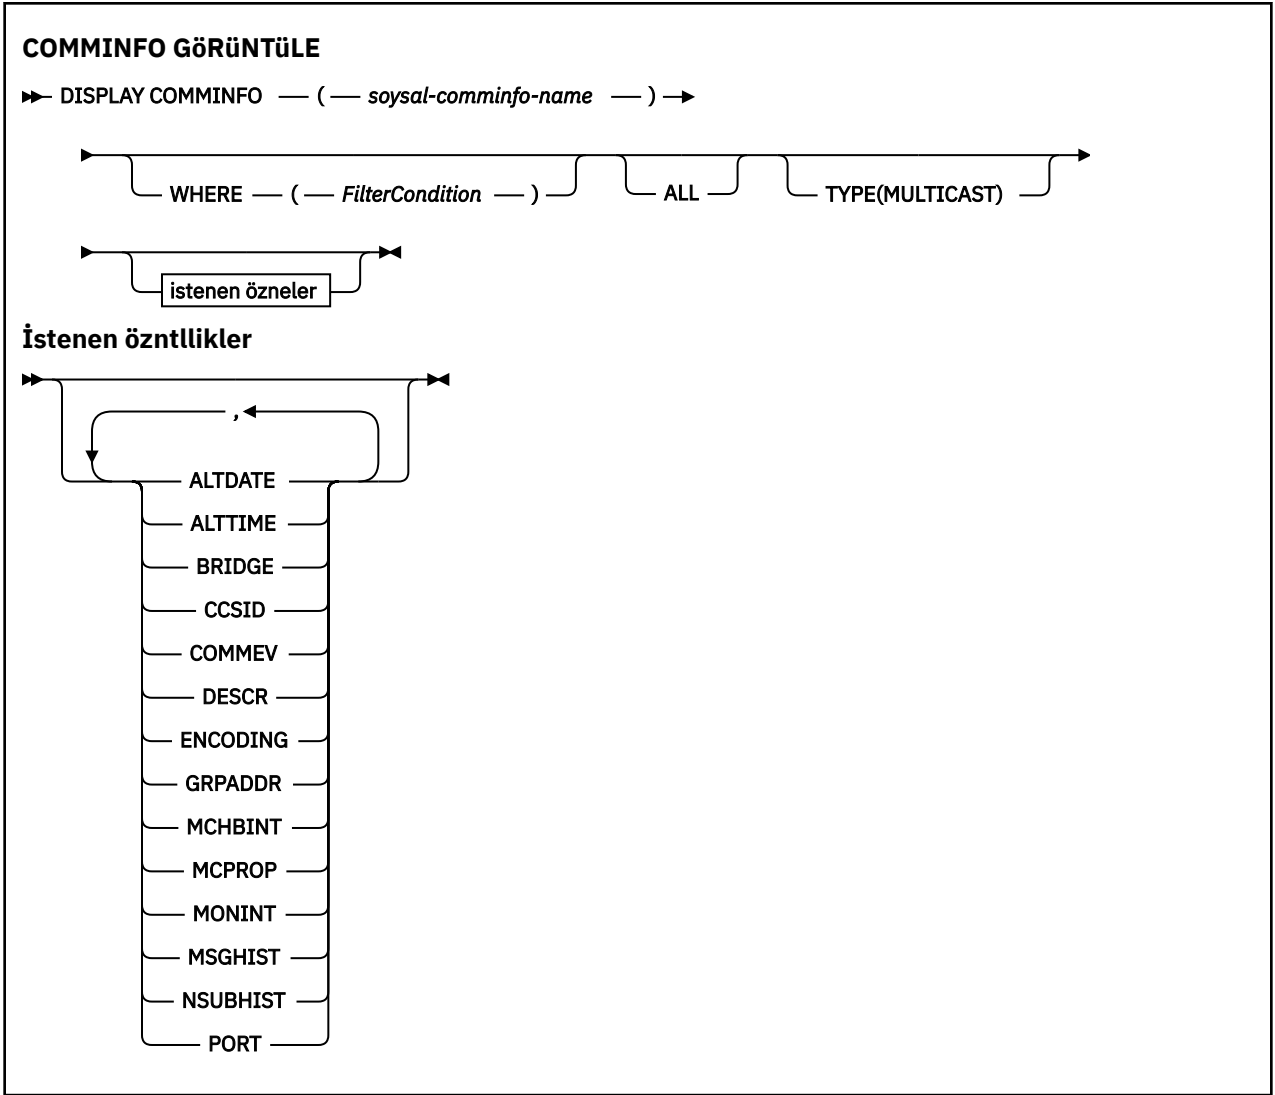 COMMINFO GöRüNTüLE
DISPLAY COMMINFO ( soysal-comminfo-name )
WHERE ( FilterCondition ) ALL TYPE(MULTICAST)
istenen özneler
İstenen özntllikler
,
ALTDATE
ALTTIME
BRIDGE
CCSID
COMMEV
DESCR
ENCODING
GRPADDR
MCHBINT
MCPROP
MONINT
MSGHIST
NSUBHIST
PORT